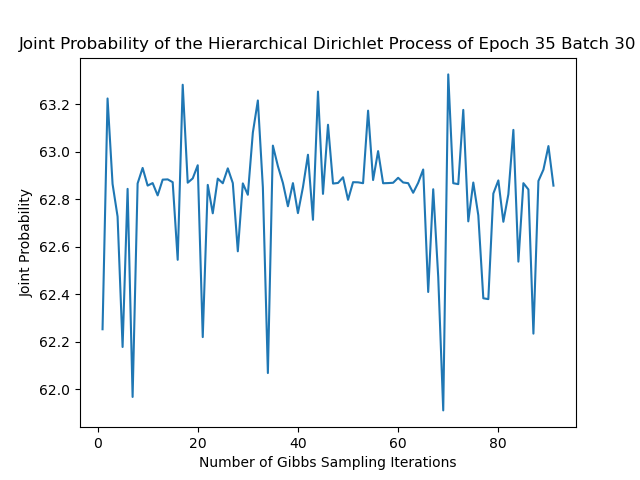 Joint Probability of the Hierarchical Dirichlet Process of Epoch 35 Batch 30
63.2
63.0
62.8
62.6
62.4
62.2
62.0
Joint Probability
0 20 40 60 80
Number of Gibbs Sampling Iterations